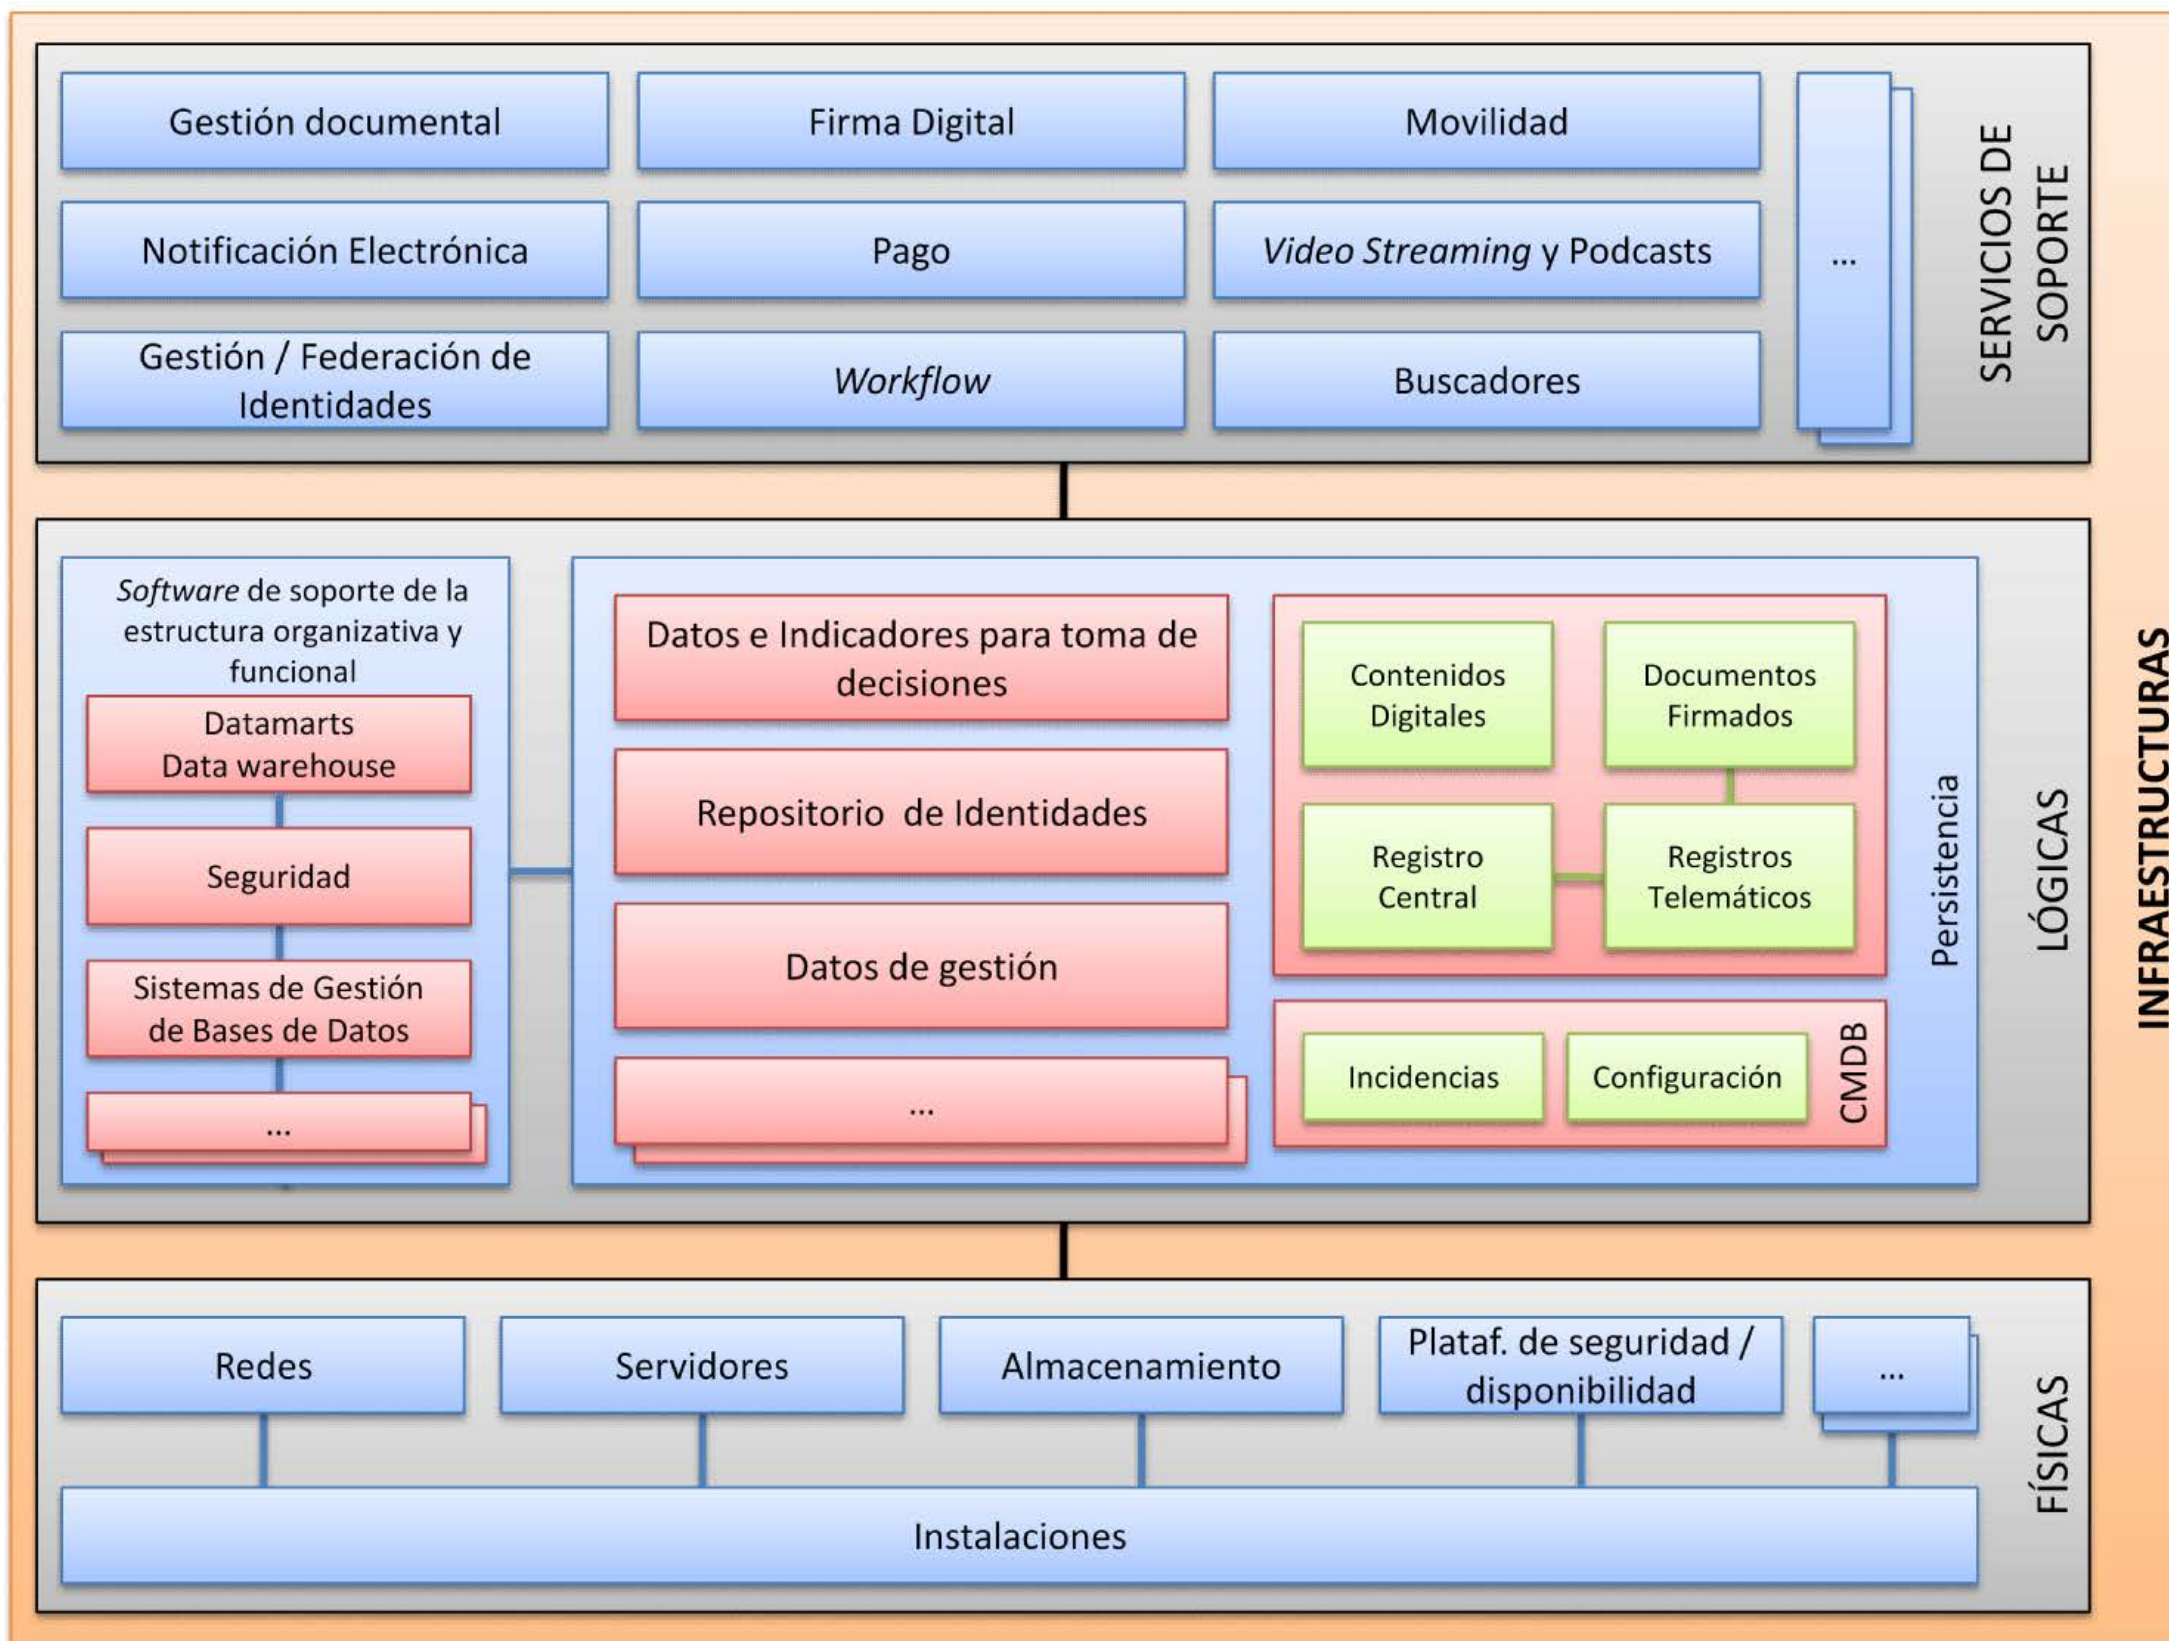 Gestión documental
Firma Digital
Movilidad
Notificación Electrónica
Pago
Video Streaming y Podcasts
...
Gestión / Federación de
Identidades
Workflow
Buscadores
SERVICIOS DE
SOPORTE
Software de soporte de la
estructura organizativa y
funcional
Datamarts
Data warehouse
Seguridad
Sistemas de Gestión
de Bases de Datos
...
Datos e Indicadores para toma de
decisiones
Repositorio de Identidades
Datos de gestión
...
Contenidos
Digitales
Documentos
Firmados
Registro
Central
Registros
Telemáticos
Incidencias
Configuración
CMDB
Persistencia
LÓGICAS
INFRAESTRUCTURAS
Redes
Servidores
Almacenamiento
Plataf. de seguridad /
disponibilidad
...
Instalaciones
FÍSICAS